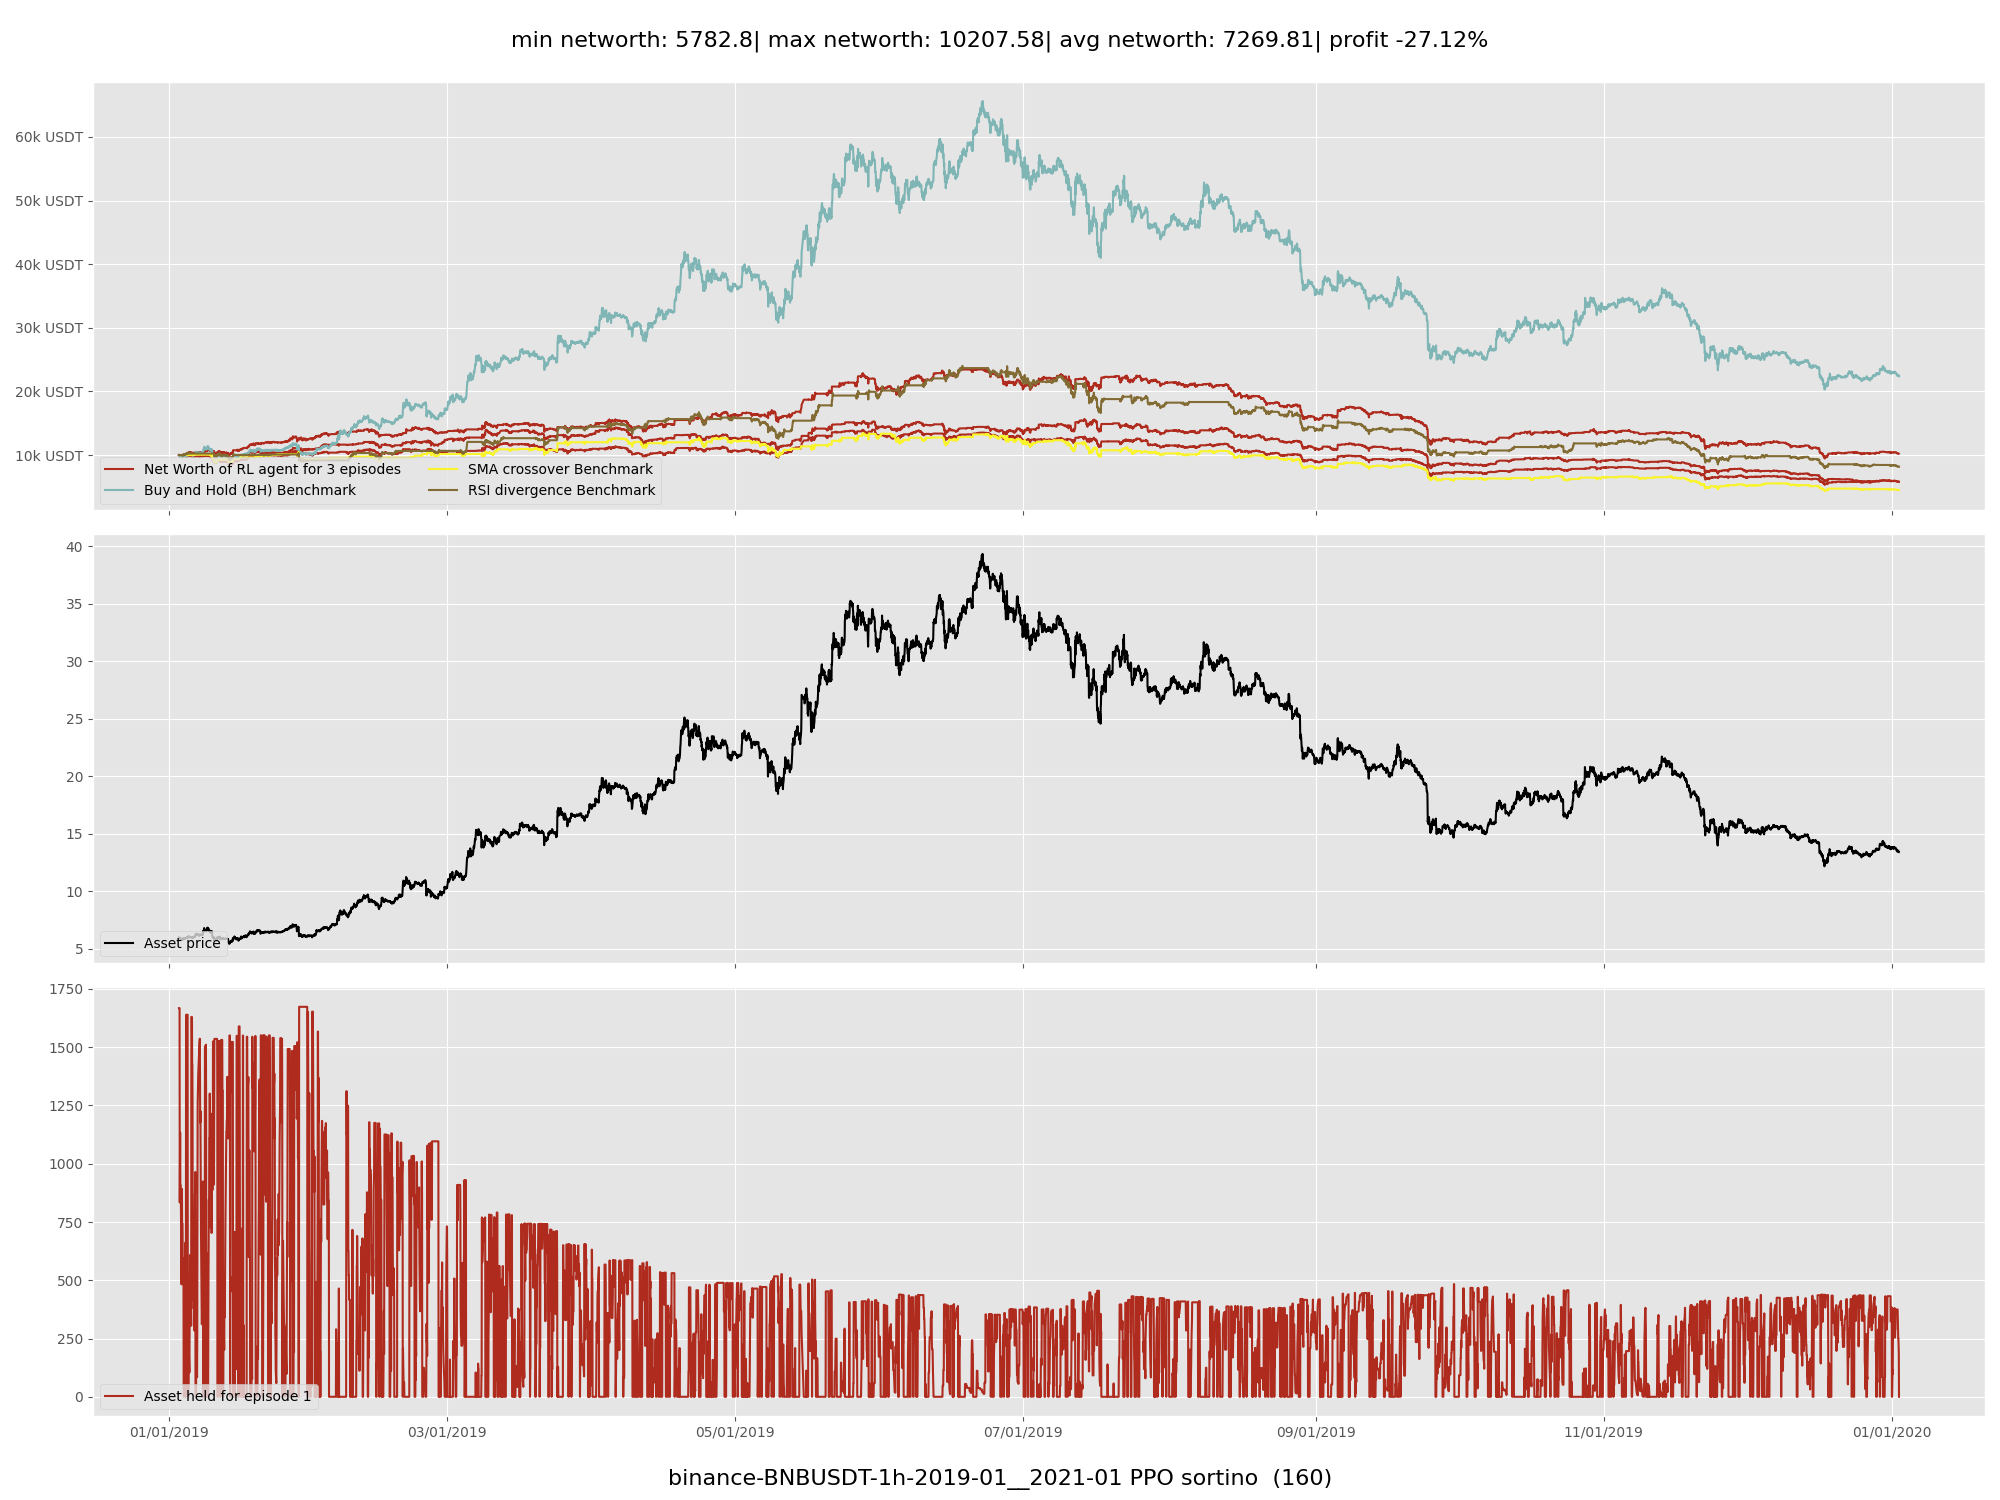 min networth: 5782.8| max networth: 10207.58| avg networth: 7269.81| profit -27.12%
60k USDT
50k USDT
40k USDT
30k USDT
20k USDT
10k USDT
Net Worth of RL agent for 3 episodes
Buy and Hold (BH) Benchmark
SMA crossover Benchmark
RSI divergence Benchmark
40
35
30
25
20
15
10
5
Asset price
1750
1500
1250
1000
750
500
250
0
Asset held for episode 1
01/01/2019 03/01/2019 05/01/2019 07/01/2019 09/01/2019 11/01/2019 01/01/2020
binance-BNBUSDT-1h-2019-01__2021-01 PPO sortino (160)